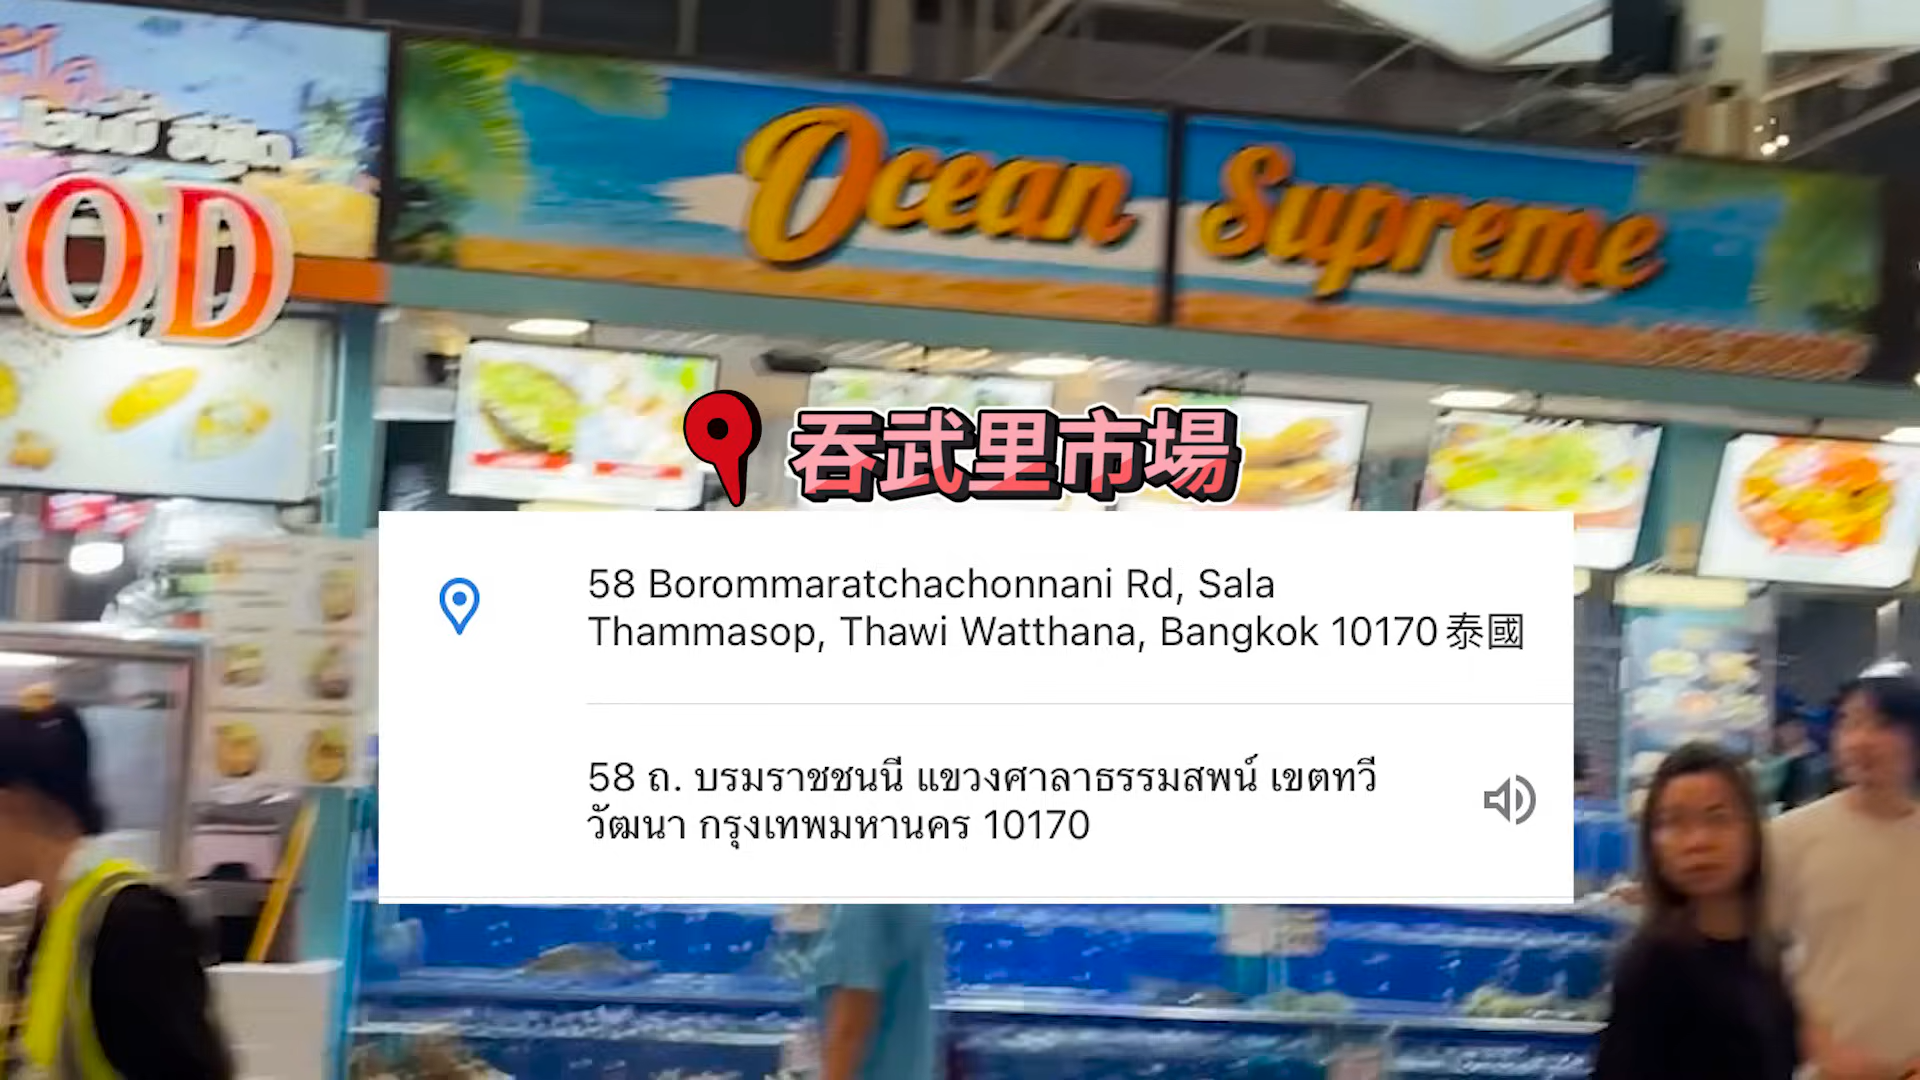 OD
Ocean Supreme
吞武里市場
58 Borommaratchachonnani Rd, Sala
Thammasop, Thawi Watthana, Bangkok 10170 泰國
58 ถ. บรมราชชนนี แขวงศาลาธรรมสพน์ เขตทวี
วัฒนา กรุงเทพมหานคร 10170